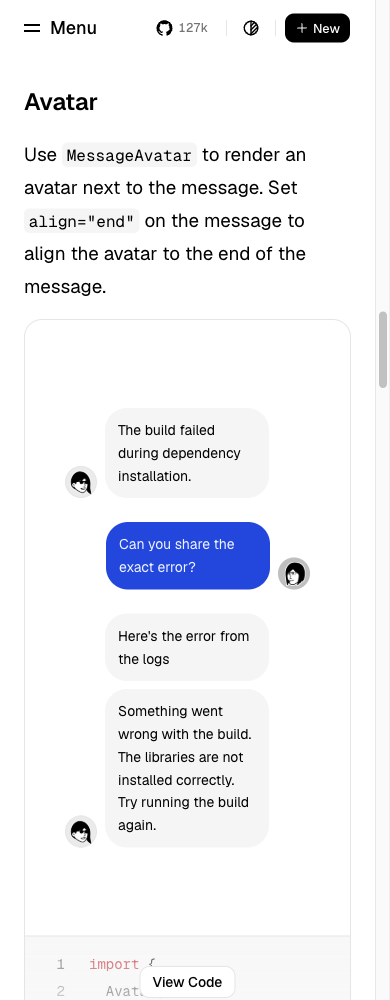 Menu 127k + New
Avatar
Use MessageAvatar to render an
avatar next to the message. Set
align="end" on the message to
align the avatar to the end of the
message.
The build failed
during dependency
installation.
Can you share the
exact error?
Here's the error from
the logs
Something went
wrong with the build.
The libraries are not
installed correctly.
Try running the build
again.
1 import {
View Code
2